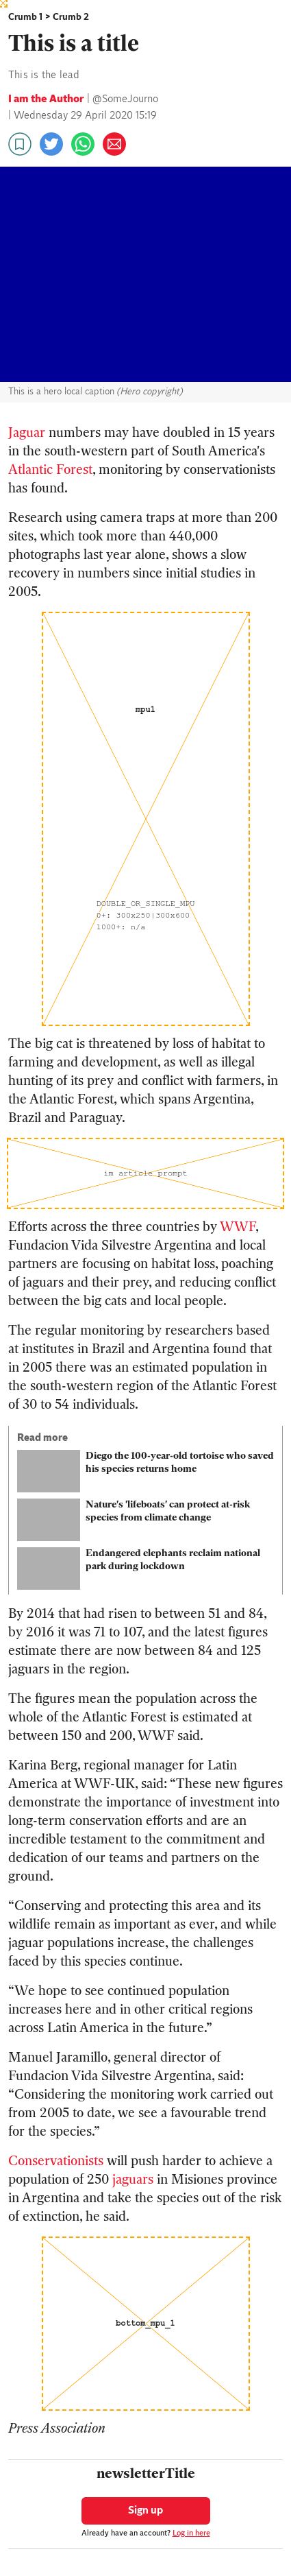 Crumb 1 > Crumb 2
This is a title
This is the lead
I am the Author | @SomeJourno
| Wednesday 29 April 2020 15:19
This is a hero local caption (Hero copyright)
Jaguar numbers may have doubled in 15 years
in the south-western part of South America's
Atlantic Forest, monitoring by conservationists
has found.
Research using camera traps at more than 200
sites, which took more than 440,000
photographs last year alone, shows a slow
recovery in numbers since initial studies in
2005.
mpu1
DOUBLE_OR_SINGLE_MPU
0+: 300x250|300x600
1000+: n/a
The big cat is threatened by loss of habitat to
farming and development, as well as illegal
hunting of its prey and conflict with farmers, in
the Atlantic Forest, which spans Argentina,
Brazil and Paraguay.
im article prompt
Efforts across the three countries by WWF,
Fundacion Vida Silvestre Argentina and local
partners are focusing on habitat loss, poaching
of jaguars and their prey, and reducing conflict
between the big cats and local people.
The regular monitoring by researchers based
at institutes in Brazil and Argentina found that
in 2005 there was an estimated population in
the south-western region of the Atlantic Forest
of 30 to 54 individuals.
Read more
Diego the 100-year-old tortoise who saved
his species returns home
Nature's 'lifeboats' can protect at-risk
species from climate change
Endangered elephants reclaim national
park during lockdown
By 2014 that had risen to between 51 and 84,
by 2016 it was 71 to 107, and the latest figures
estimate there are now between 84 and 125
jaguars in the region.
The figures mean the population across the
whole of the Atlantic Forest is estimated at
between 150 and 200, WWF said.
Karina Berg, regional manager for Latin
America at WWF-UK, said: “These new figures
demonstrate the importance of investment into
long-term conservation efforts and are an
incredible testament to the commitment and
dedication of our teams and partners on the
ground.
“Conserving and protecting this area and its
wildlife remain as important as ever, and while
jaguar populations increase, the challenges
faced by this species continue.
“We hope to see continued population
increases here and in other critical regions
across Latin America in the future.”
Manuel Jaramillo, general director of
Fundacion Vida Silvestre Argentina, said:
“Considering the monitoring work carried out
from 2005 to date, we see a favourable trend
for the species.”
Conservationists will push harder to achieve a
population of 250 jaguars in Misiones province
in Argentina and take the species out of the risk
of extinction, he said.
bottom_mpu_1
Press Association
newsletterTitle
Sign up
Already have an account? Log in here